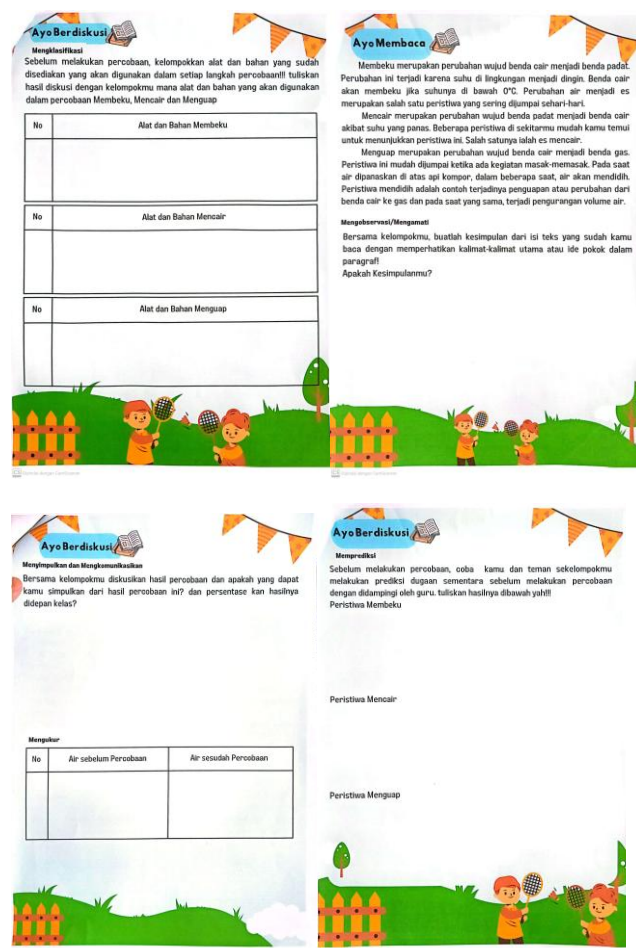 Ayo Berdiskusi
Mengklasifikasi
Sebelum melakukan percobaan, kelompokkan alat dan bahan yang sudah
disediakan yang akan digunakan dalam setiap langkah percobaan!!! tuliskan
hasil diskusi dengan kelompokmu mana alat dan bahan yang akan digunakan
dalam percobaan Membeku, Mencair dan Menguap
No Alat dan Bahan Membeku
No Alat dan Bahan Mencair
No Alat dan Bahan Menguap
Ayo Membaca
Membeku merupakan perubahan wujud benda cair menjadi benda padat.
Perubahan ini terjadi karena suhu di lingkungan menjadi dingin. Benda cair
akan membeku jika suhunya di bawah 0°C. Perubahan air menjadi es
merupakan salah satu peristiwa yang sering dijumpai sehari-hari.
Mencair merupakan perubahan wujud benda padat menjadi benda cair
akibat suhu yang panas. Beberapa peristiwa di sekitarmu mudah kamu temui
untuk menunjukkan peristiwa ini. Salah satunya ialah es mencair.
Menguap merupakan perubahan wujud benda cair menjadi benda gas.
Peristiwa ini mudah dijumpai ketika ada kegiatan masak-memasak. Pada saat
air dipanaskan di atas api kompor, dalam beberapa saat, air akan mendidih.
Peristiwa mendidih adalah contoh terjadinya penguapan atau perubahan dari
benda cair ke gas dan pada saat yang sama, terjadi pengurangan volume air.
Mengobservasi/Mengamati
Bersama kelompokmu, buatlah kesimpulan dari isi teks yang sudah kamu
baca dengan memperhatikan kalimat-kalimat utama atau ide pokok dalam
paragraf!
Apakah Kesimpulanmu?
Ayo Berdiskusi
Menyimpulkan dan Mengkomunikasikan
Bersama kelompokmu diskusikan hasil percobaan dan apakah yang dapat
kamu simpulkan dari hasil percobaan ini? dan persentase kan hasilnya
didepan kelas?
Mengukur
No Air sebelum Percobaan Air sesudah Percobaan
Ayo Berdiskusi
Memprediksi
Sebelum melakukan percobaan, coba kamu dan teman sekelompokmu
melakukan prediksi dugaan sementara sebelum melakukan percobaan
dengan didampingi oleh guru. tuliskan hasilnya dibawah yah!!!
Peristiwa Membeku
Peristiwa Mencair
Peristiwa Menguap